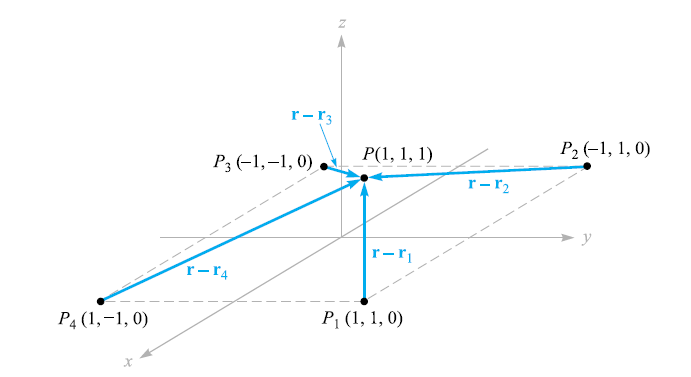 z
r – r₃
P₃ (–1, –1, 0)
P(1, 1, 1)
P₂ (–1, 1, 0)
r – r₂
y
r – r₁
r – r₄
P₄ (1, –1, 0)
P₁ (1, 1, 0)
x